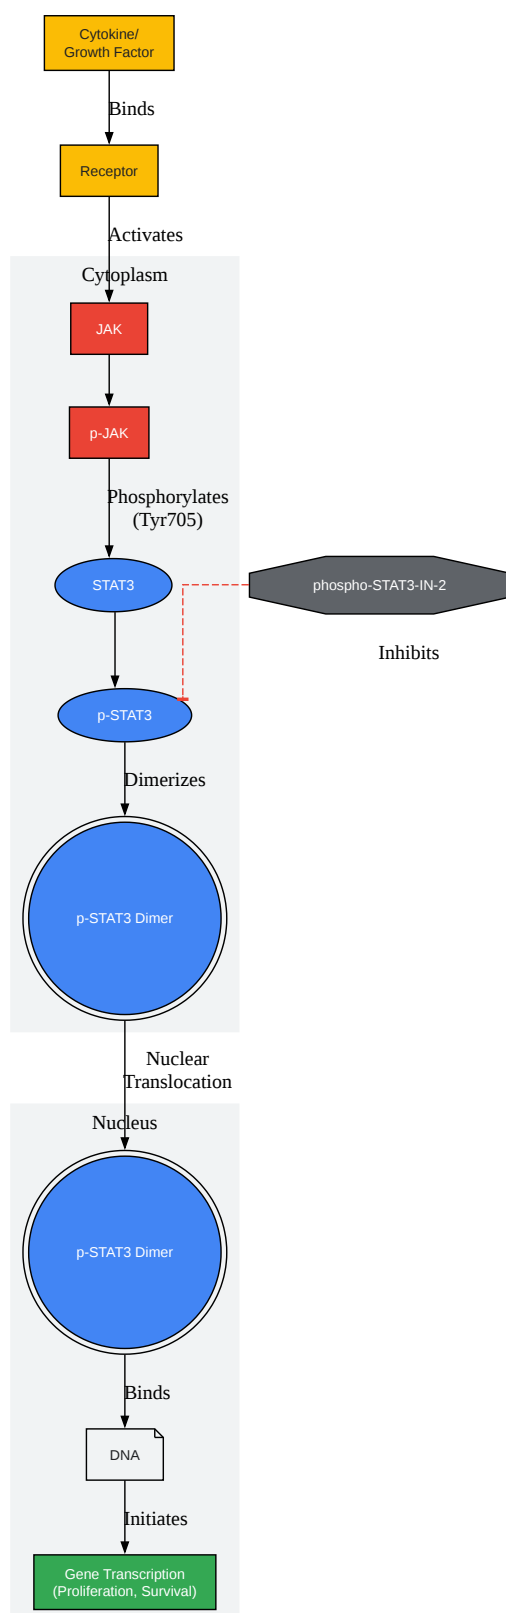 Cytokine/
Growth Factor
Binds
Receptor
Activates
Cytoplasm
JAK
p-JAK
Phosphorylates
(Tyr705)
STAT3
phospho-STAT3-IN-2
Inhibits
p-STAT3
Dimerizes
p-STAT3 Dimer
Nuclear
Translocation
Nucleus
p-STAT3 Dimer
Binds
DNA
Initiates
Gene Transcription
(Proliferation, Survival)